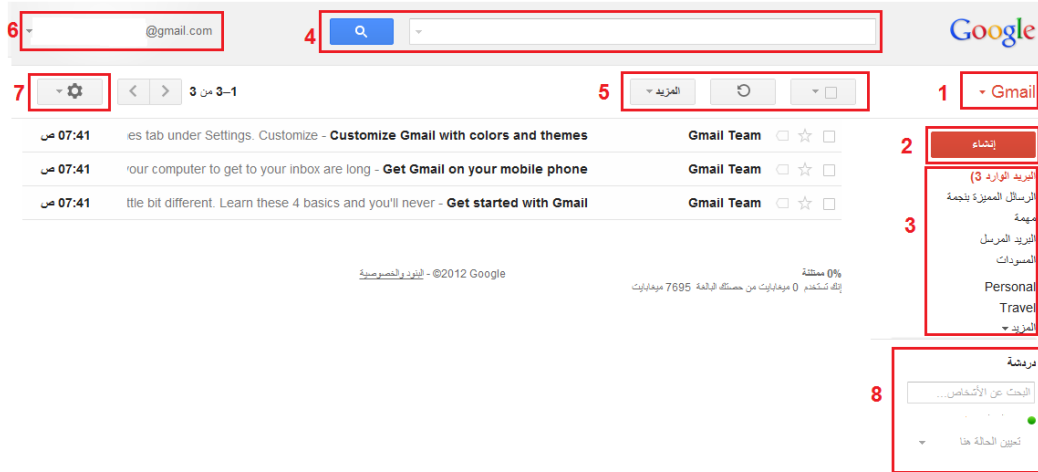 6
@gmail.com
4
Google
7
1–3 من 3
5
المزيد
1
Gmail
Gmail Team
Customize Gmail with colors and themes - es tab under Settings. Customize
07:41 ص
Gmail Team
Get Gmail on your mobile phone - your computer to get to your inbox are long
07:41 ص
Gmail Team
Get started with Gmail - ttle bit different. Learn these 4 basics and you'll never
07:41 ص
2
إنشاء
3
البريد الوارد 3)
الرسائل المميزة بنجمة
مهمة
البريد المرسل
المسودات
Personal
Travel
المزيد
0% ممتلئة
إنك تستخدم 0 ميغابايت من حصتك البالغة 7695 ميغابايت
©2012 Google - البنود والخصوصية
8
دردشة
البحث عن الأشخاص...
تعيين الحالة هنا